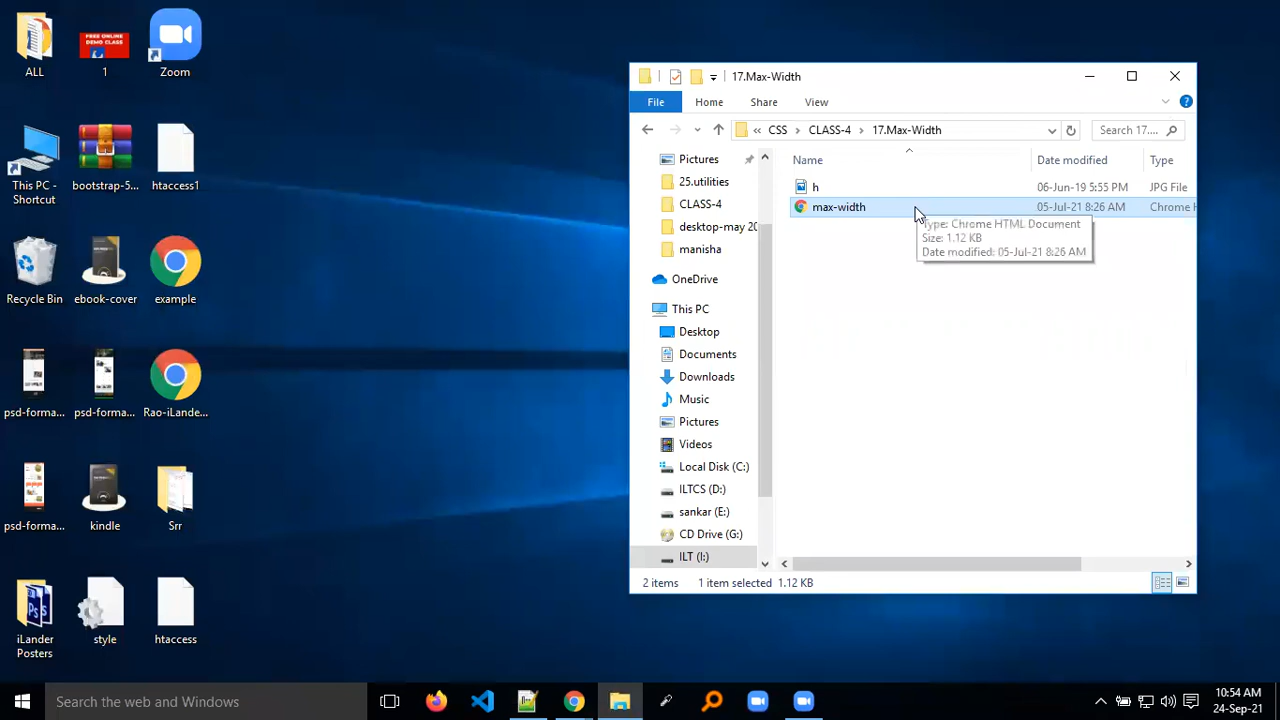 ALL
FREE ONLINE
DEMO CLASS
1
Zoom
This PC -
Shortcut
bootstrap-5...
htaccess1
Recycle Bin
ebook-cover
example
psd-forma...
psd-forma...
Rao-iLande...
psd-forma...
kindle
Srr
iLander
Posters
style
htaccess
17.Max-Width
File
Home
Share
View
« CSS > CLASS-4 > 17.Max-Width
Search 17....
Name
Date modified
Type
h
06-Jun-19 5:55 PM
JPG File
max-width
05-Jul-21 8:26 AM
Chrome H
Type: Chrome HTML Document
Size: 1.12 KB
Date modified: 05-Jul-21 8:26 AM
Pictures
25.utilities
CLASS-4
desktop-may 20
manisha
OneDrive
This PC
Desktop
Documents
Downloads
Music
Pictures
Videos
Local Disk (C:)
ILTCS (D:)
sankar (E:)
CD Drive (G:)
ILT (I:)
2 items
1 item selected 1.12 KB
Search the web and Windows
10:54 AM
24-Sep-21